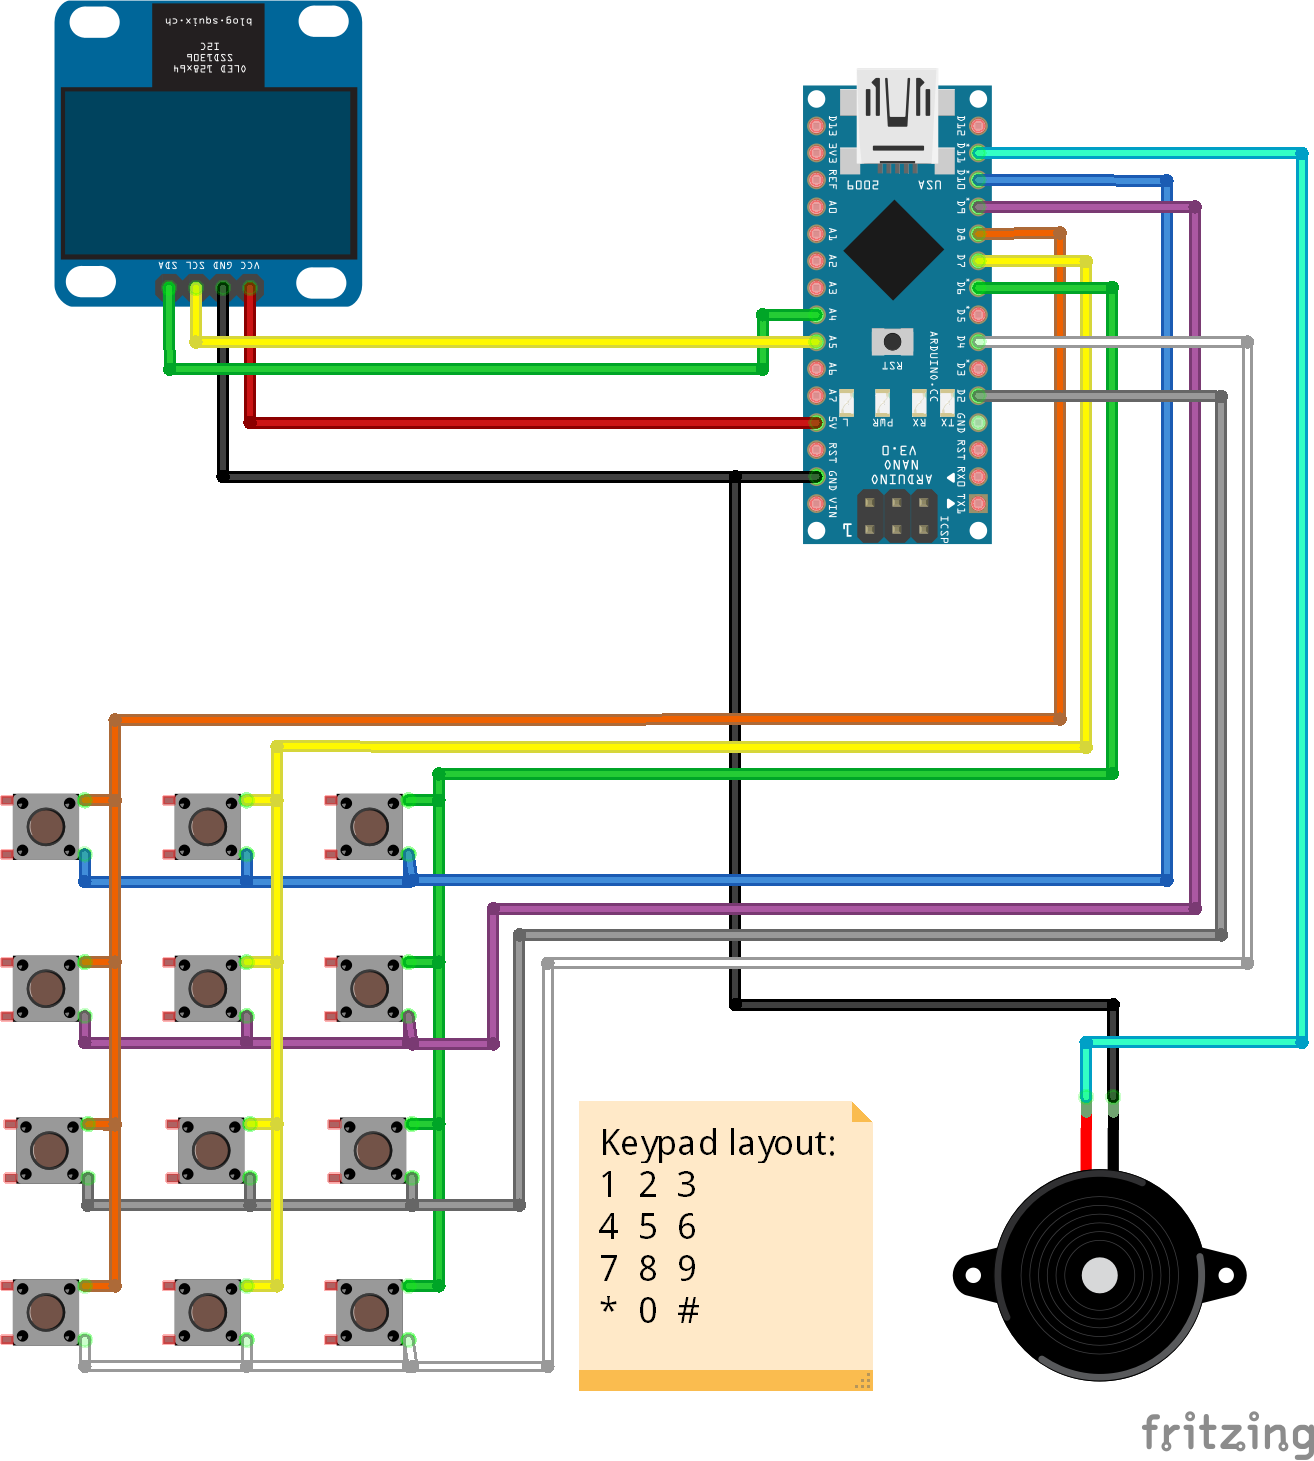 blog.squix.ch
I2C
SSD1306
OLED 128x64
SDA SCL GND VCC
2009 USA
D13
3V3
REF
A0
A1
A2
A3
A4
A5
A6
A7
5V
RST
GND
VIN
D12
D11
D10
D9
D8
D7
D6
D5
D4
D3
D2
GND
RST
RX0
TX1
RST
ARDUINO.CC
L PWR RX TX
V3.0
NANO
ARDUINO
1
ICSP
Keypad layout:
1 2 3
4 5 6
7 8 9
* 0 #
fritzing